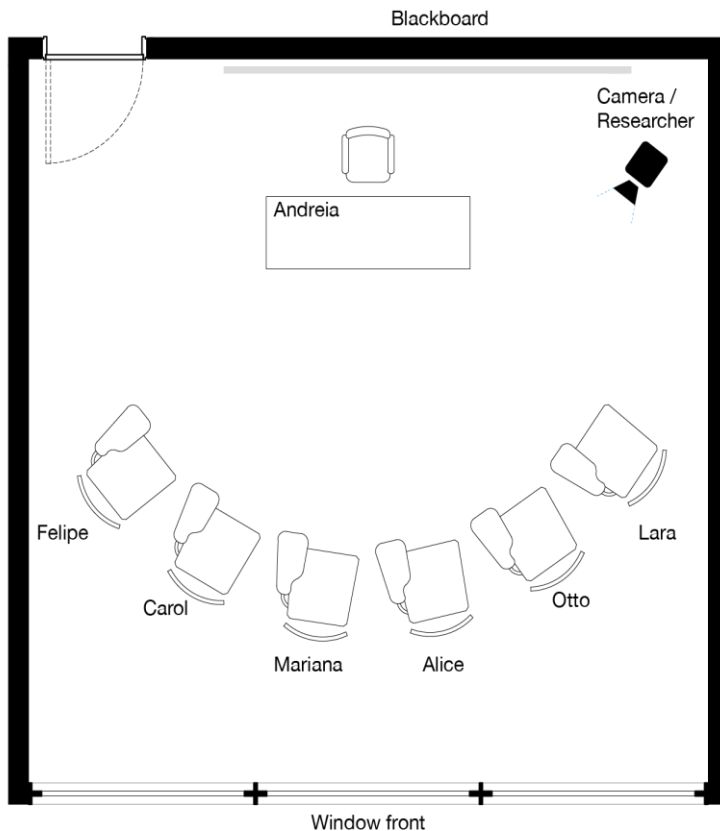 Blackboard
Camera /
Researcher
Andreia
Felipe
Lara
Carol
Otto
Mariana
Alice
Window front